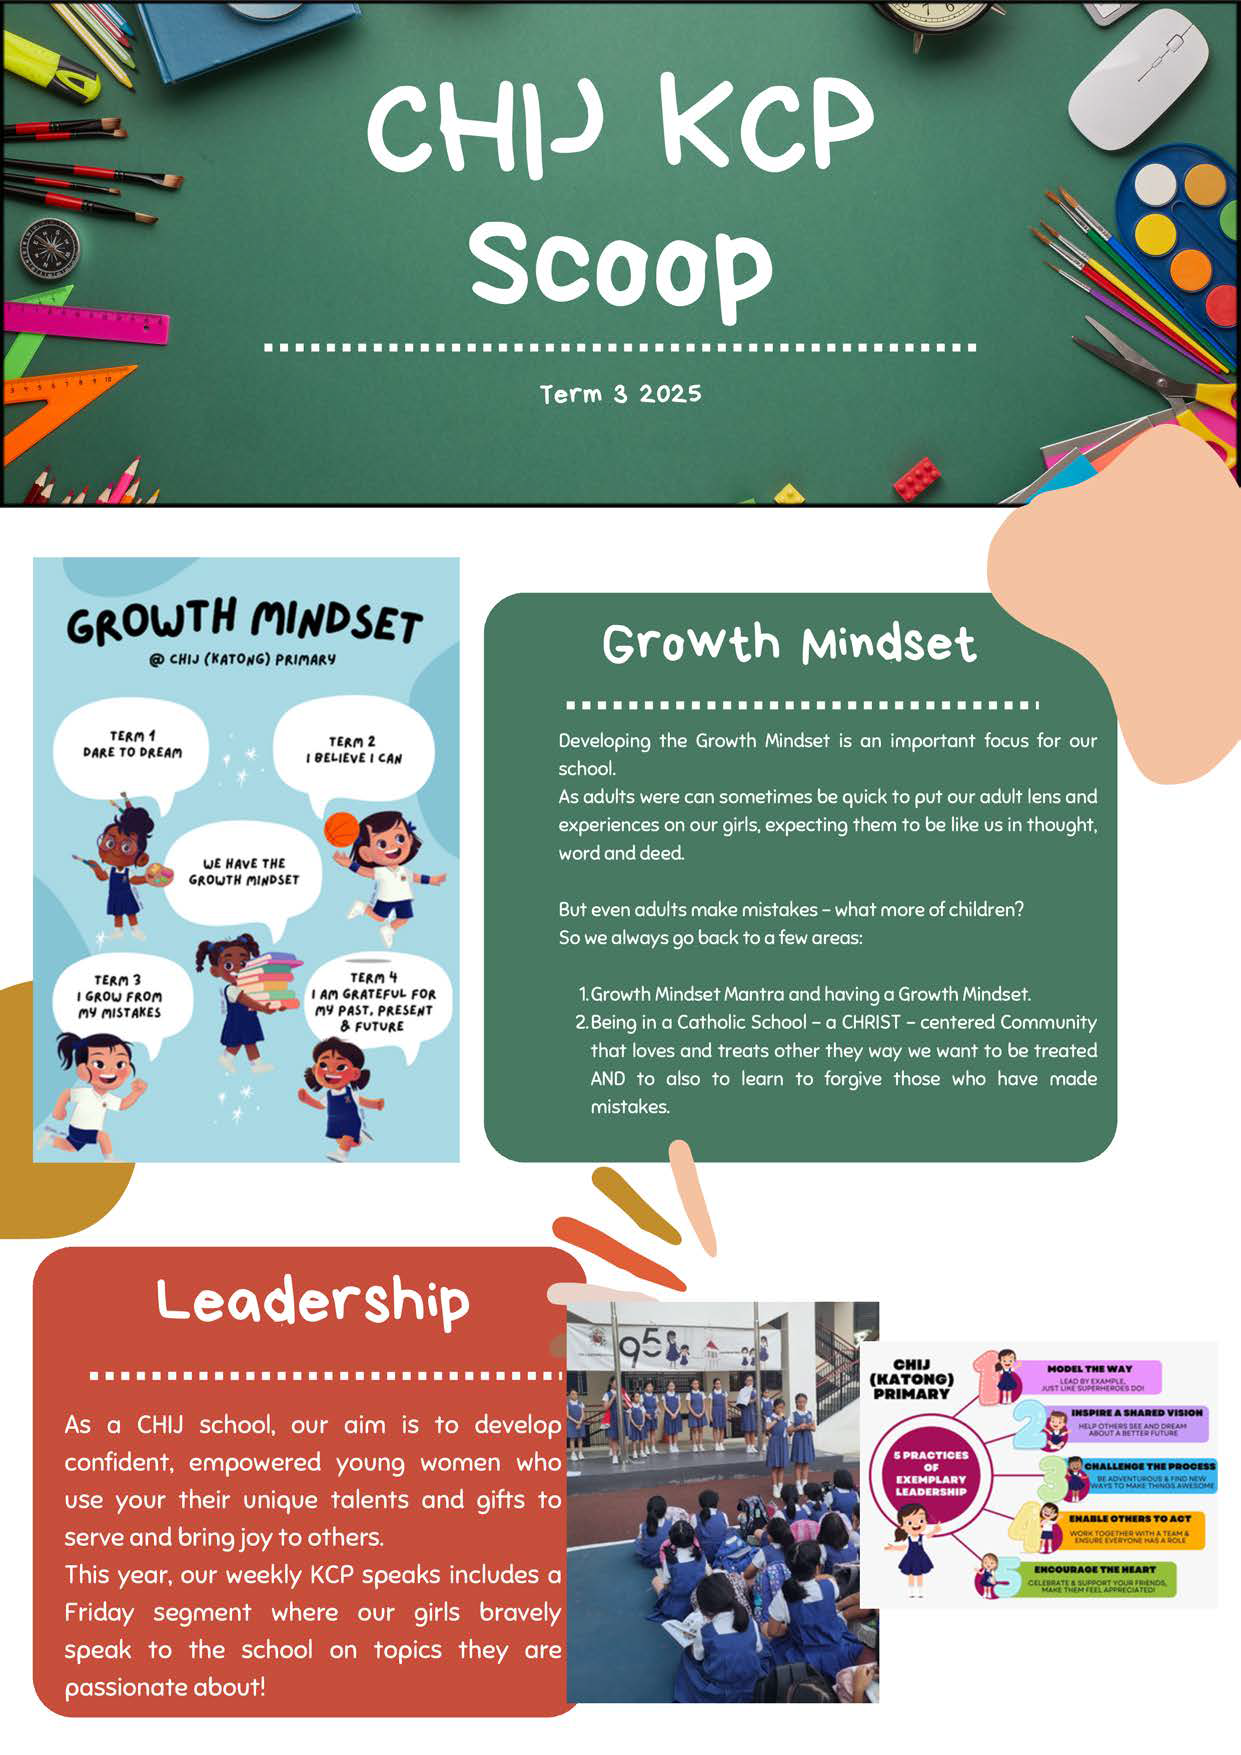 CHIJ KCP
Scoop
Term 3 2025
GROWTH MINDSET
@ CHIJ (KATONG) PRIMARY
TERM 1
DARE TO DREAM
TERM 2
I BELIEVE I CAN
WE HAVE THE
GROWTH MINDSET
TERM 3
I GROW FROM
MY MISTAKES
TERM 4
I AM GRATEFUL FOR
MY PAST, PRESENT
& FUTURE
Growth Mindset
Developing the Growth Mindset is an important focus for our
school.
As adults were can sometimes be quick to put our adult lens and
experiences on our girls, expecting them to be like us in thought,
word and deed.
But even adults make mistakes – what more of children?
So we always go back to a few areas:
1. Growth Mindset Mantra and having a Growth Mindset.
2. Being in a Catholic School – a CHRIST – centered Community
that loves and treats other they way we want to be treated
AND to also to learn to forgive those who have made
mistakes.
Leadership
As a CHIJ school, our aim is to develop
confident, empowered young women who
use your their unique talents and gifts to
serve and bring joy to others.
This year, our weekly KCP speaks includes a
Friday segment where our girls bravely
speak to the school on topics they are
passionate about!
95
CHIJ
(KATONG)
PRIMARY
5 PRACTICES
OF
EXEMPLARY
LEADERSHIP
1
MODEL THE WAY
LEAD BY EXAMPLE,
JUST LIKE SUPERHEROES DO!
2
INSPIRE A SHARED VISION
HELP OTHERS SEE AND DREAM
ABOUT A BETTER FUTURE
3
CHALLENGE THE PROCESS
BE ADVENTUROUS & FIND NEW
WAYS TO MAKE THINGS AWESOME
4
ENABLE OTHERS TO ACT
WORK TOGETHER WITH A TEAM &
ENSURE EVERYONE HAS A ROLE
5
ENCOURAGE THE HEART
CELEBRATE & SUPPORT YOUR FRIENDS,
MAKE THEM FEEL APPRECIATED!